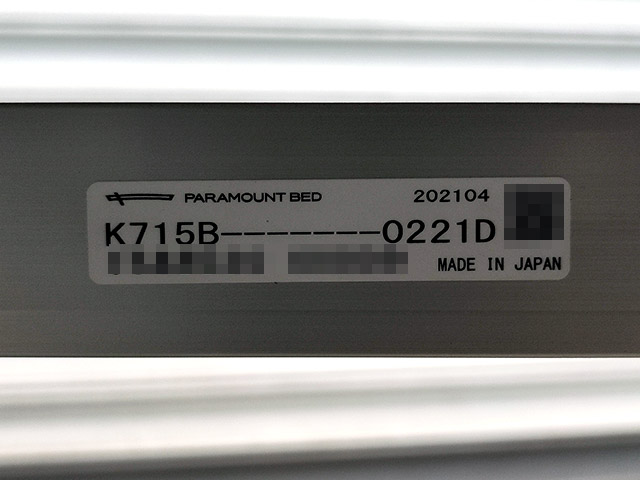 PARAMOUNT BED 202104
K715B-------0221D
MADE IN JAPAN